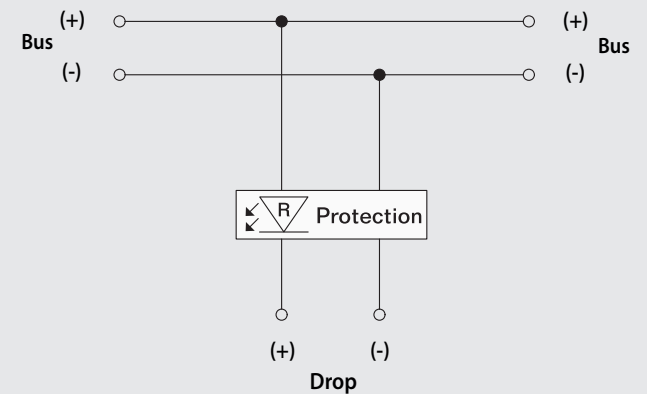 (+) (+)
Bus Bus
(-) (-)
R Protection
(+) (-)
Drop